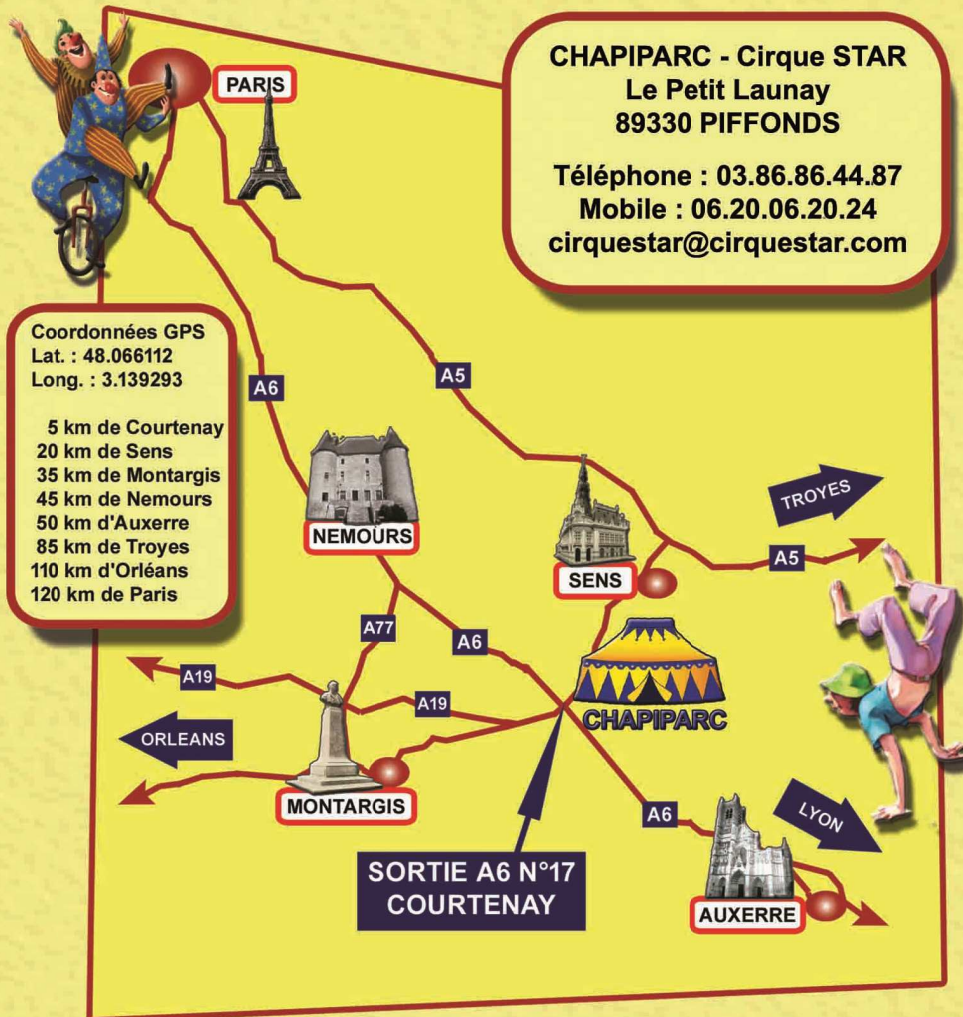 CHAPIPARC - Cirque STAR
Le Petit Launay
89330 PIFFONDS
Téléphone : 03.86.86.44.87
Mobile : 06.20.06.20.24
cirquestar@cirquestar.com
PARIS
Coordonnées GPS
Lat. : 48.066112
Long. : 3.139293
5 km de Courtenay
20 km de Sens
35 km de Montargis
45 km de Nemours
50 km d'Auxerre
85 km de Troyes
110 km d'Orléans
120 km de Paris
A6
A5
NEMOURS
TROYES
A5
SENS
A77
A6
A19
A19
CHAPIPARC
ORLEANS
MONTARGIS
A6
LYON
SORTIE A6 N°17
COURTENAY
AUXERRE